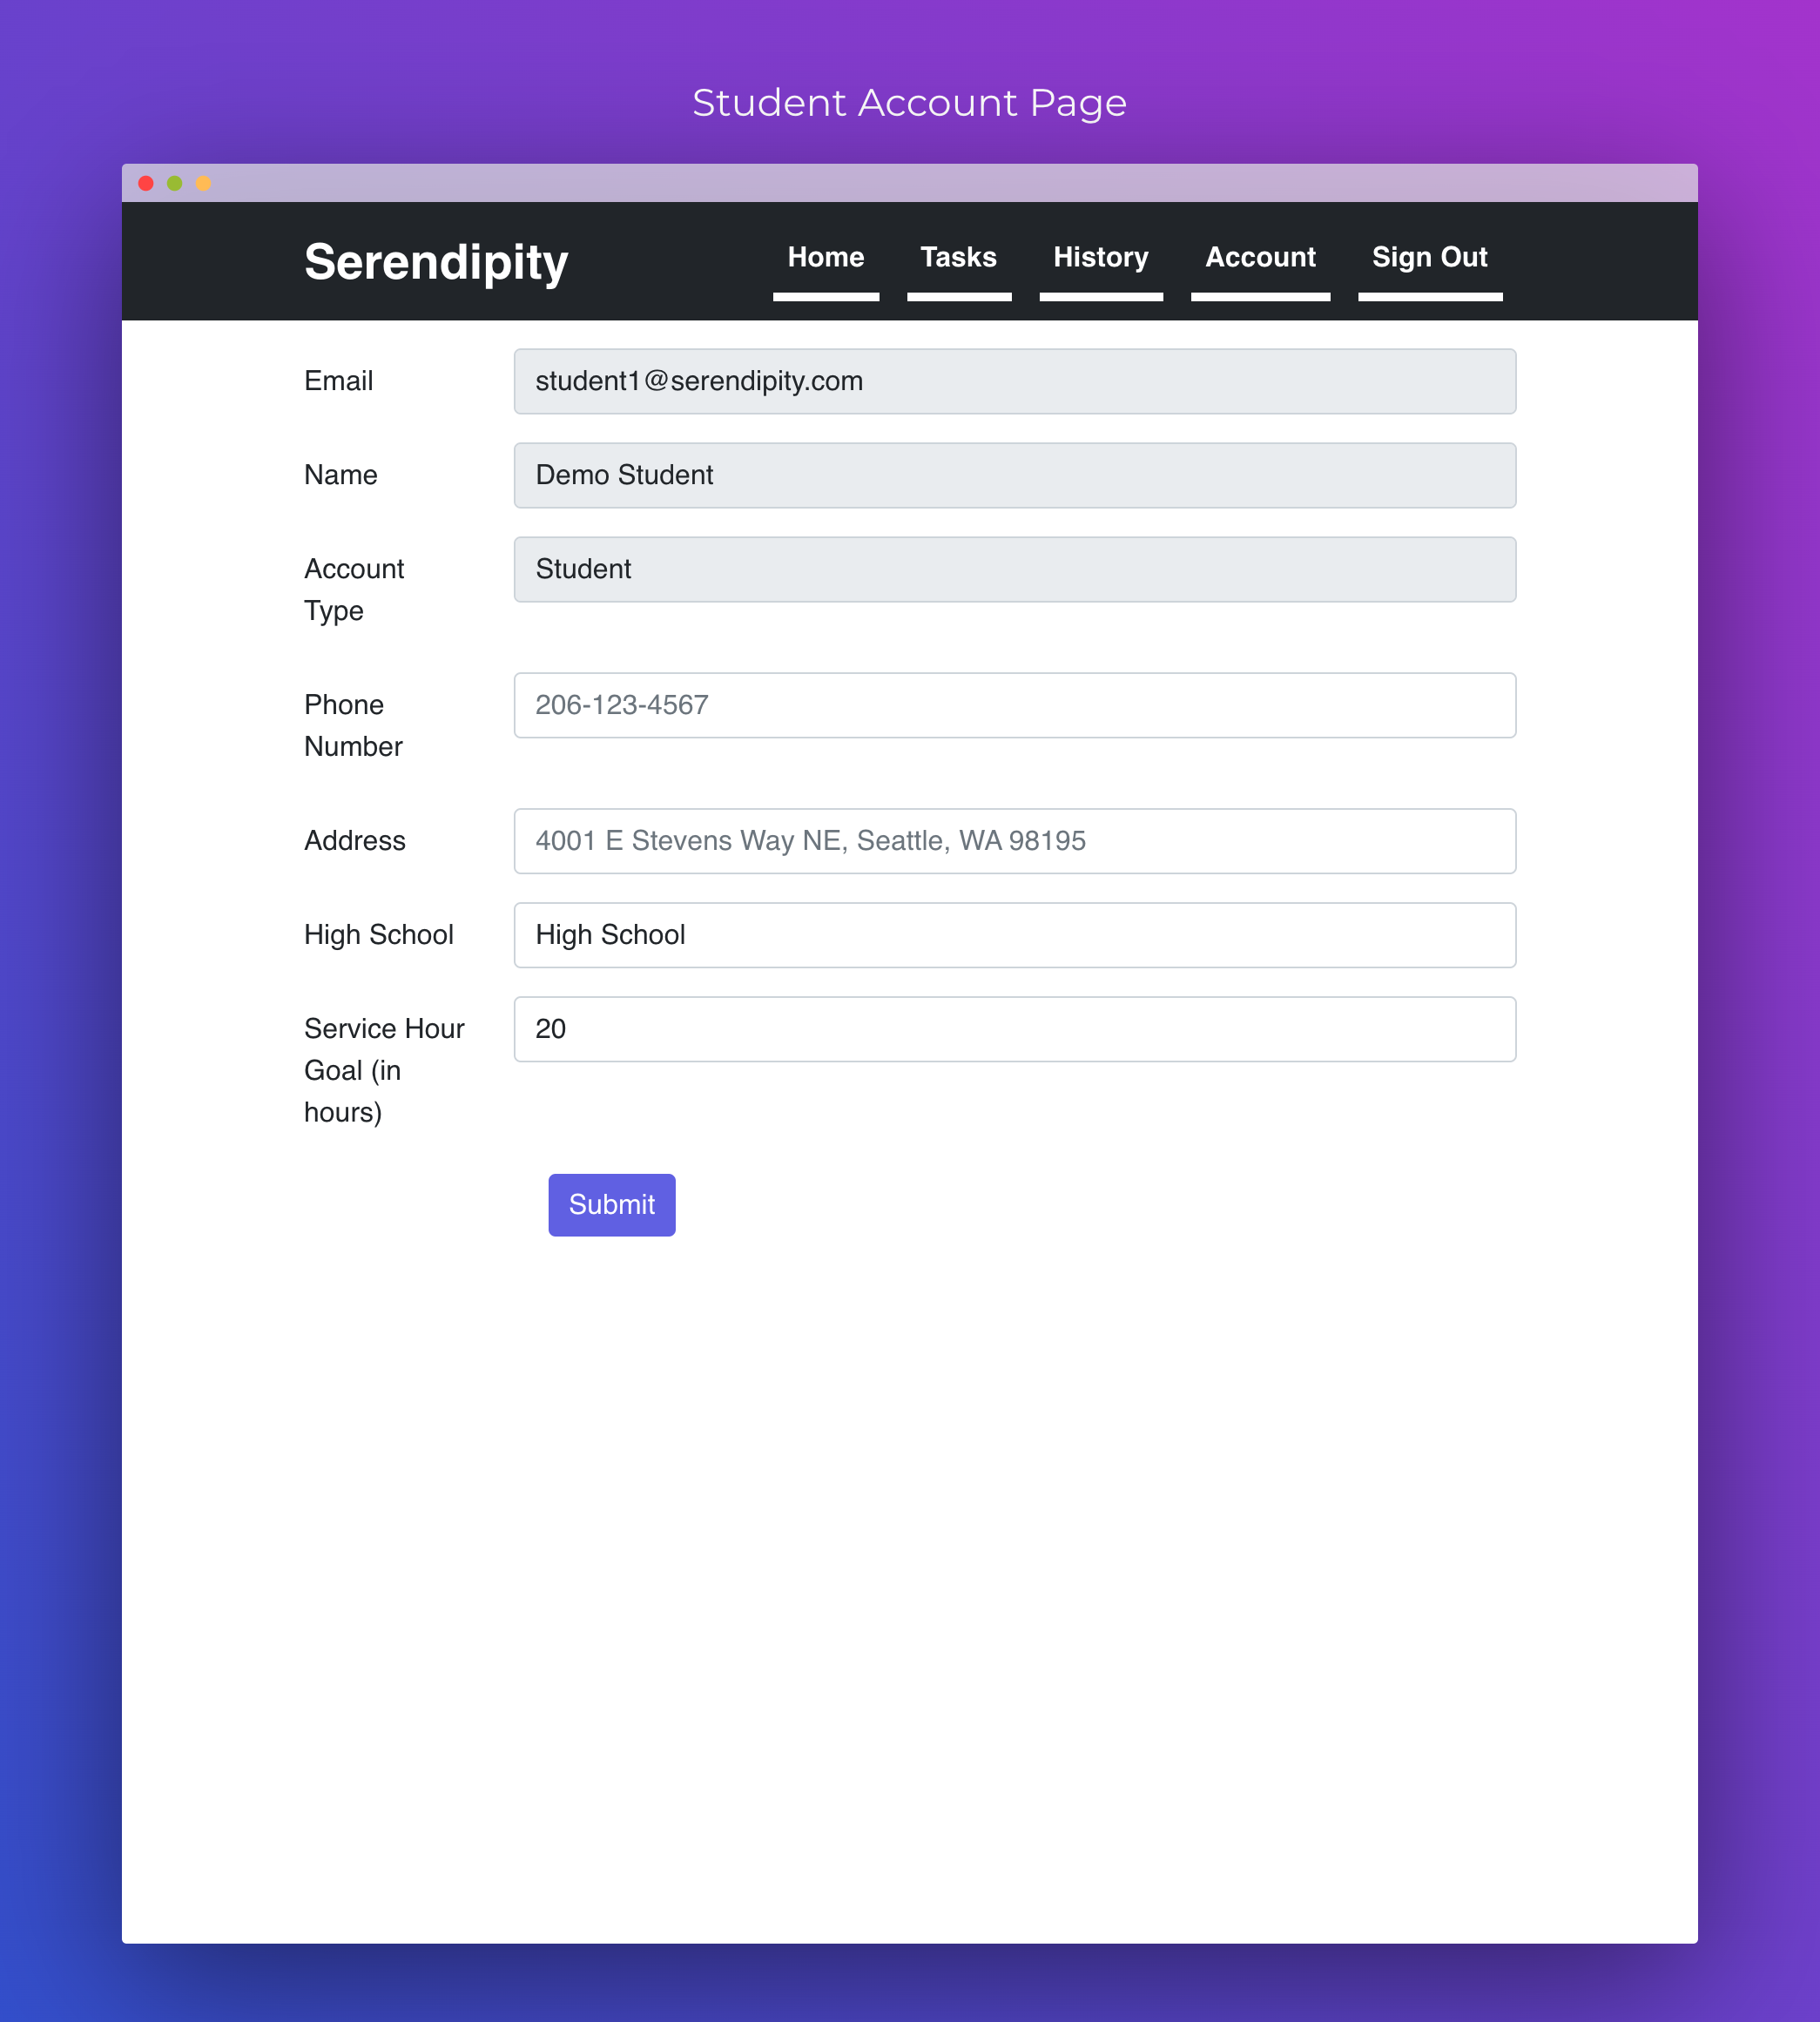 Student Account Page
Serendipity
Home Tasks History Account Sign Out
Email
student1@serendipity.com
Name
Demo Student
Account
Type
Student
Phone
Number
206-123-4567
Address
4001 E Stevens Way NE, Seattle, WA 98195
High School
High School
Service Hour
Goal (in
hours)
20
Submit